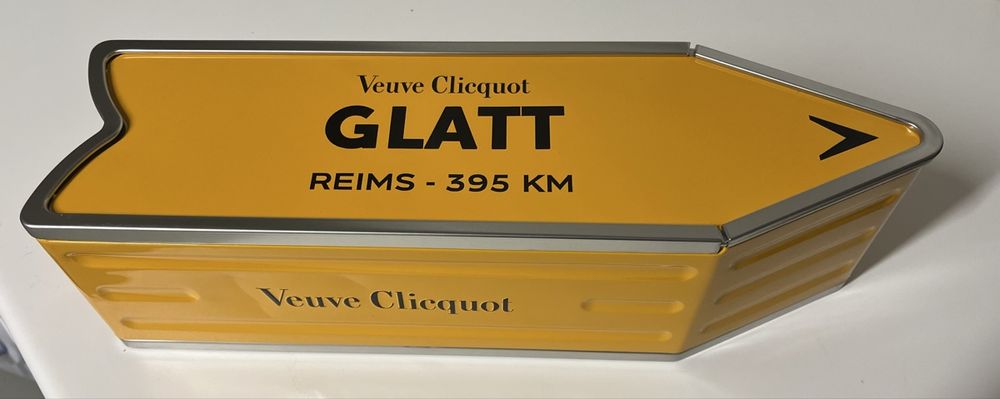 Veuve Clicquot
GLATT
REIMS - 395 KM
Veuve Clicquot